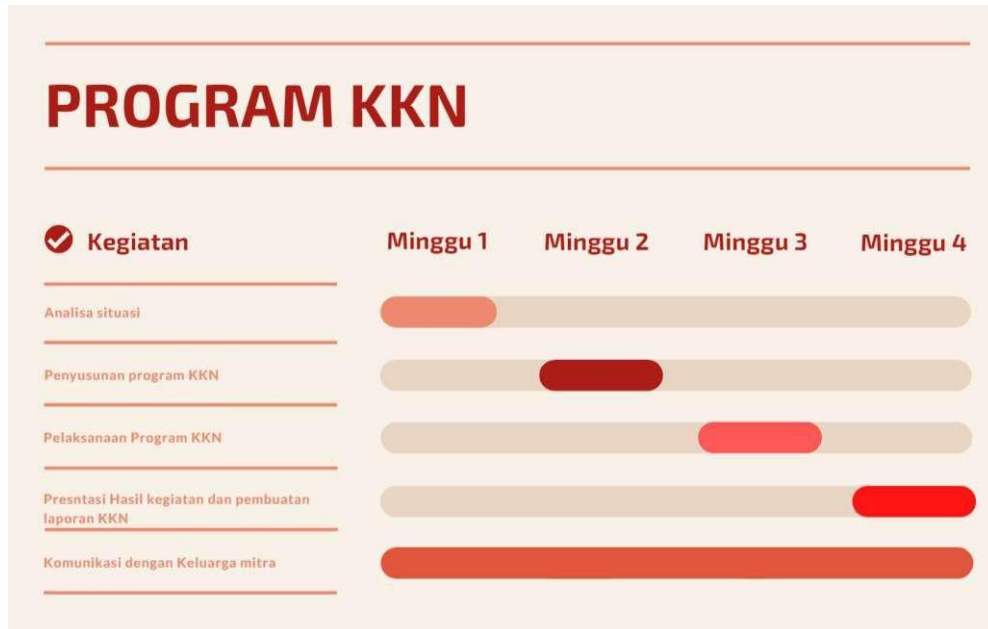 PROGRAM KKN
Kegiatan
Minggu 1
Minggu 2
Minggu 3
Minggu 4
Analisa situasi
Penyusunan program KKN
Pelaksanaan Program KKN
Presntasi Hasil kegiatan dan pembuatan
laporan KKN
Komunikasi dengan Keluarga mitra